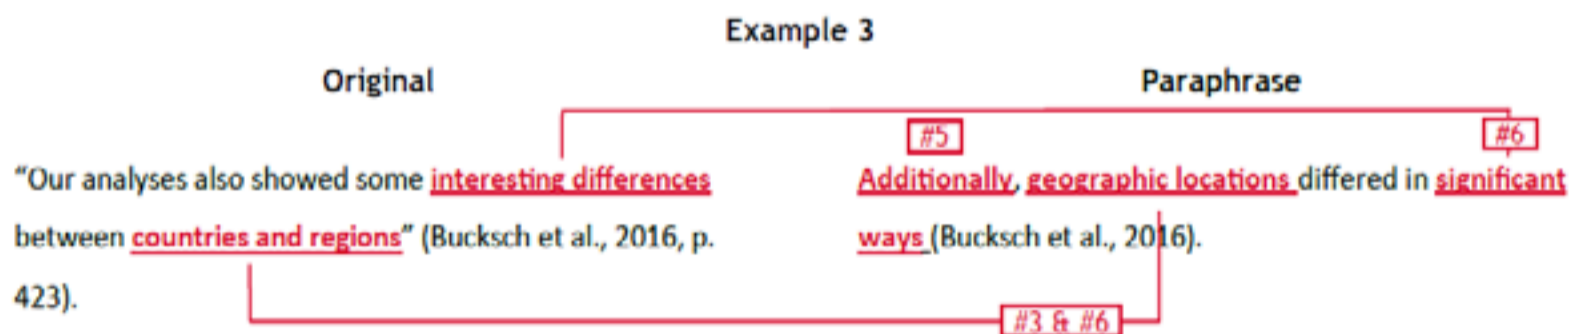 Example 3
Original
Paraphrase
#5
#6
“Our analyses also showed some interesting differences
between countries and regions” (Bucksch et al., 2016, p.
423).
Additionally, geographic locations differed in significant
ways (Bucksch et al., 2016).
#3 & #6